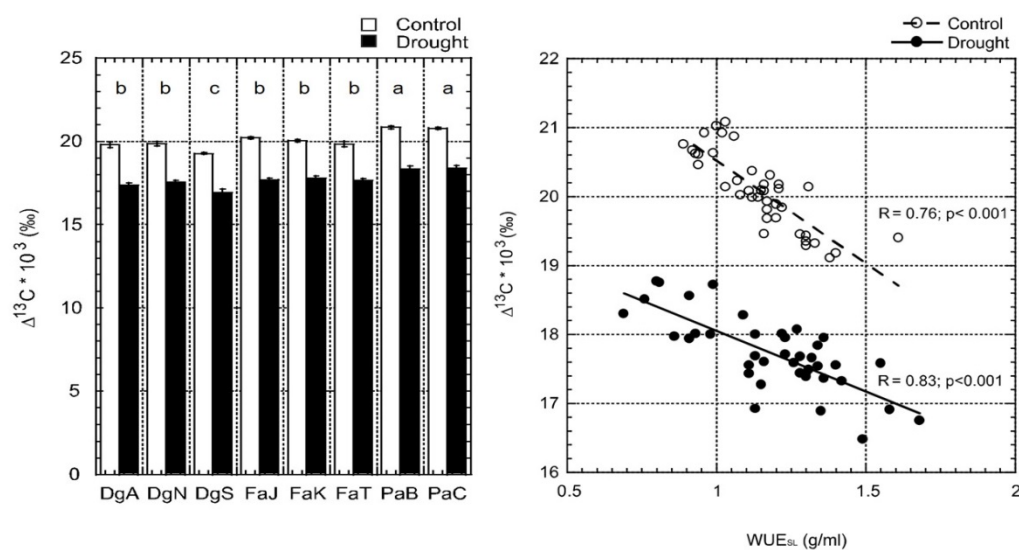 Control
Drought
Δ¹³C * 10³ (‰)
25
20
15
10
5
0
b b c b b b a a
DgA DgN DgS FaJ FaK FaT PaB PaC
Control
Drought
Δ¹³C * 10³ (‰)
22
21
20
19
18
17
16
R = 0.76; p< 0.001
R = 0.83; p<0.001
0.5 1 1.5 2
WUE_SL (g/ml)